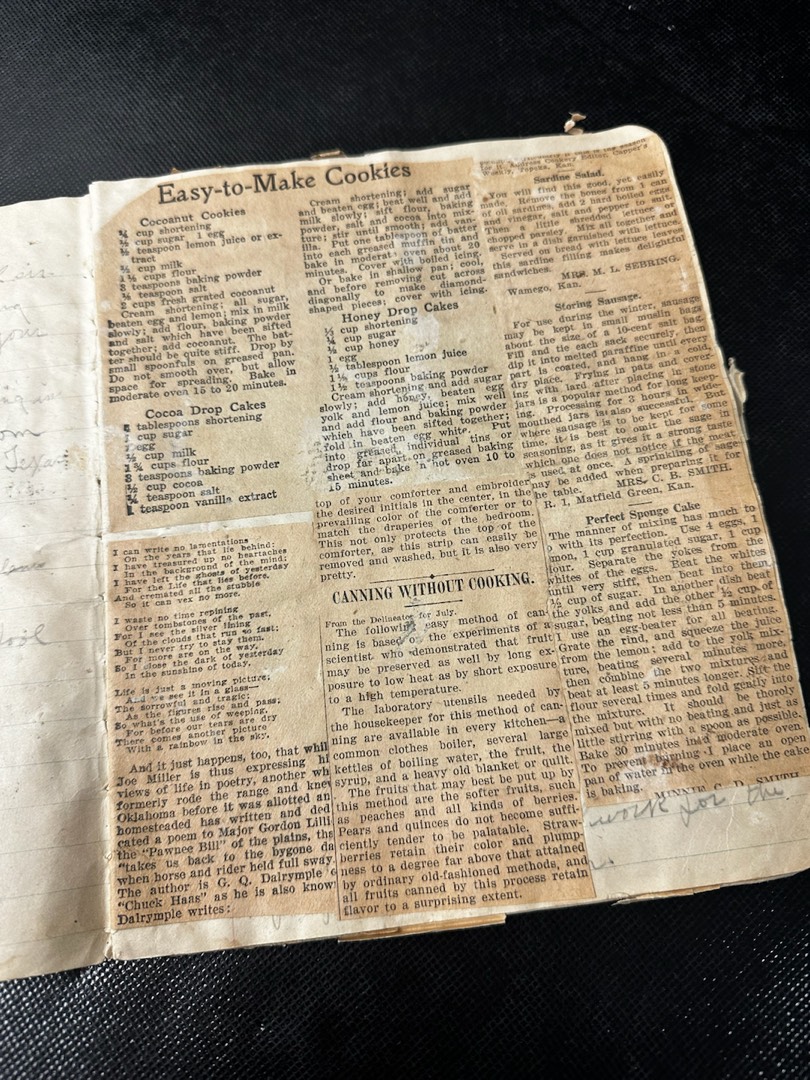 Easy-to-Make Cookies
Cocoanut Cookies
¾ cup shortening
½ cup sugar 1 egg
½ teaspoon lemon juice or ex-
tract
½ cup milk
1½ cups flour
3 teaspoons baking powder
¼ teaspoon salt
2 cups fresh grated cocoanut
Cream shortening; all sugar,
beaten egg and lemon; mix in milk
slowly; add flour, baking powder
and salt which have been sifted
together; add cocoanut. The bat-
ter should be quite stiff. Drop by
small spoonfuls on greased pan.
Do not smooth over, but allow
space for spreading. Bake in
moderate oven 15 to 20 minutes.
Cocoa Drop Cakes
tablespoons shortening
cup sugar
egg
½ cup milk
1¾ cups flour
3 teaspoons baking powder
½ cup cocoa
¼ teaspoon salt
1 teaspoon vanilla extract
Cream shortening; add sugar
and beaten egg; beat well and add
milk slowly; sift flour, baking
powder, salt and cocoa into mix-
ture; stir until smooth; add van-
illa. Put one tablespoon of batter
into each greased muffin tin and
bake in moderate oven about 20
minutes. Cover with boiled icing.
Or bake in shallow pan; cool,
and before removing cut across
diagonally to make diamond-
shaped pieces; cover with icing.
Honey Drop Cakes
⅓ cup shortening
¼ cup sugar
½ cup honey
1 egg
½ tablespoon lemon juice
1½ cups flour
1½ teaspoons baking powder
Cream shortening and add sugar
slowly; add honey, beaten egg
yolk and lemon juice; mix well
and add flour and baking powder
which have been sifted together;
fold in beaten egg white. Put
into greased individual tins or
drop far apart on greased baking
sheet and bake in hot oven 10 to
15 minutes.
top of your comforter and embroider
the desired initials in the center, in the
prevailing color of the comforter or to
match the draperies of the bedroom.
This not only protects the top of the
comforter, as this strip can easily be
removed and washed, but it is also very
pretty.
CANNING WITHOUT COOKING.
From the Delineator for July.
The following easy method of can-
ning is based on the experiments of a
scientist who demonstrated that fruit
may be preserved as well by long ex-
posure to low heat as by short exposure
to a high temperature.
The laboratory utensils needed by
the housekeeper for this method of can-
ning are available in every kitchen—a
common clothes boiler, several large
kettles of boiling water, the fruit, the
syrup, and a heavy old blanket or quilt.
The fruits that may be best put up by
this method are the softer fruits, such
as peaches and all kinds of berries.
Pears and quinces do not become suffi-
ciently tender to be palatable. Straw-
berries retain their color and plump
ness to a degree far above that attained
by ordinary old-fashioned methods, and
all fruits canned by this process retain
flavor to a surprising extent.
I can write no lamentations
On the years that lie behind;
I have treasured up no heartaches
In the background of the mind;
I have left the ghosts of yesterday
For the Life that lies before,
And cremated all the stubble
So it can vex no more.
I waste no time repining
Over tombstones of the past,
For I see the silver lining
Of the clouds that run so fast;
But I never try to stay them.
For more are on the way,
So I close the dark of yesterday
In the sunshine of today.
Life is just a moving picture;
And we see it in a glass—
The sorrowful and tragic;
As the figures rise and pass;
So what's the use of weeping,
For before our tears are dry
There comes another picture
With a rainbow in the sky.
And it just happens, too, that whil
Joe Miller is thus expressing hi
views of life in poetry, another wh
formerly rode the range and knew
Oklahoma before it was allotted an
homesteaded has written and ded
cated a poem to Major Gordon Lilli
the "Pawnee Bill" of the plains, tha
"takes us back to the bygone da
when horse and rider held full sway.
The author is G. Q. Dalrymple o
"Chuck Haas" as he is also know
Dalrymple writes:
Address Cookery Editor, Capper's
Weekly, Topeka, Kan.
Sardine Salad.
You will find this good, yet easily
made. Remove the bones from 1 can
of oil sardines, add 2 hard boiled eggs
and vinegar, salt and pepper to suit.
Then a little shredded lettuce or
chopped parsley. Mix all together and
serve in a dish garnished with lettuce.
Served on bread with lettuce leaves
this sardine filling makes delightful
sandwiches.
MRS. M. L. SEBRING.
Wamego, Kan.
Storing Sausage.
For use during the winter, sausage
may be kept in small muslin bags
about the size of a 10-cent salt bag.
Fill and tie each sack securely, then
dip it into melted paraffine until every
part is coated, and hang in a cool,
dry place. Frying in pats and cover-
ing with lard after placing in stone
jars is a popular method for long keep-
ing. Processing for 3 hours in wide-
mouthed jars is also successful. But
where sausage is to be kept for some
time, it is best to omit the sage in
seasoning, as it gives it a strong taste
which one does not notice if the meat
is used at once. A sprinkling of sage
may be added when preparing it for
the table. MRS. C. B. SMITH.
R. 1, Matfield Green, Kan.
Perfect Sponge Cake
The manner of mixing has much to
with its perfection. Use 4 eggs, 1
lemon, 1 cup granulated sugar, 1 cup
flour. Separate the yokes from the
whites of the eggs. Beat the whites
until very stiff, then beat into them
½ cup of sugar. In another dish beat
the yolks and add the other ½ cup of
sugar, beating not less than 5 minutes.
I use an egg-beater for all beating.
Grate the rind, and squeeze the juice
from the lemon; add to the yolk mix-
ture, beating several minutes more,
then combine the two mixtures and
beat at least 5 minutes longer. Sift the
flour several times and fold gently into
the mixture. It should be thoroly
mixed but with no beating and just as
little stirring with a spoon as possible.
Bake 30 minutes in a moderate oven.
To prevent burning I place an open
pan of water in the oven while the cake
is baking.
MINNIE C. D. SMITH
work for the
Texas